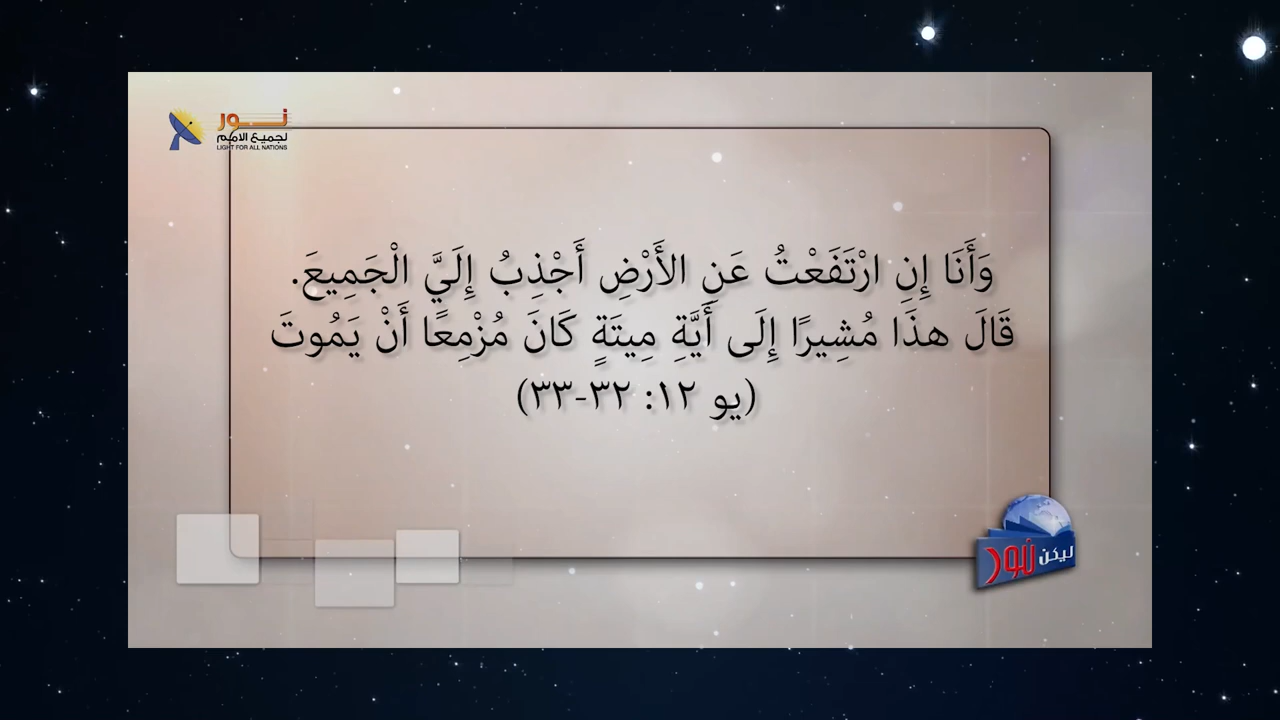 نـور
لجميع الامم
LIGHT FOR ALL NATIONS
وَأَنَا إِنِ ارْتَفَعْتُ عَنِ الأَرْضِ أَجْذِبُ إِلَيَّ الْجَمِيعَ.
قَالَ هذَا مُشِيرًا إِلَى أَيَّةِ مِيتَةٍ كَانَ مُزْمِعًا أَنْ يَمُوتَ
(يو ١٢: ٣٢-٣٣)
ليكن نور